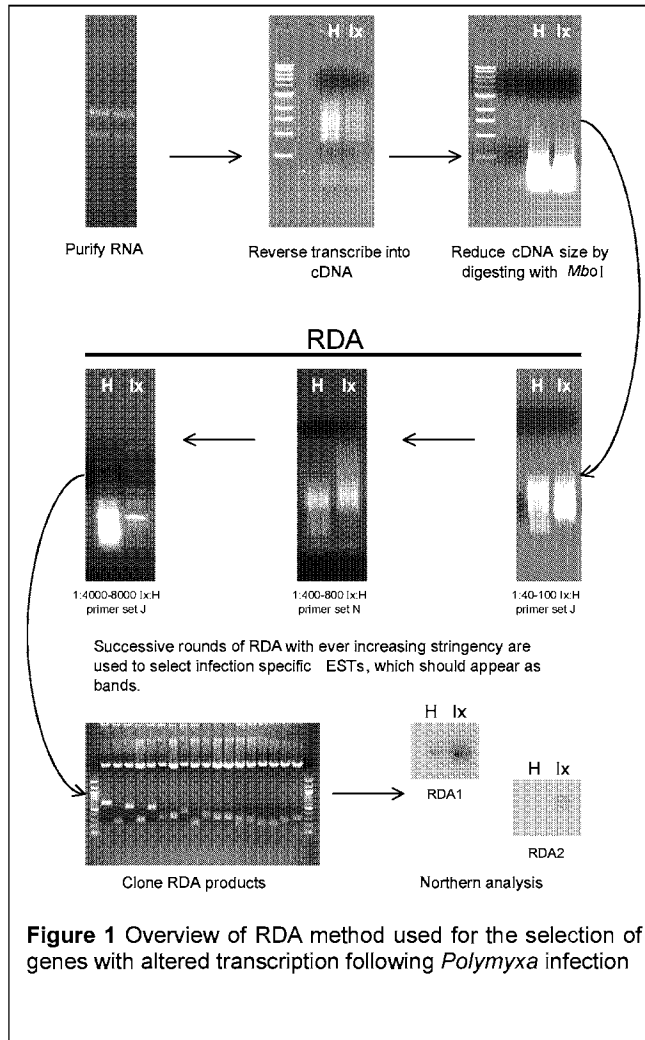 H Ix
H Ix
Purify RNA
Reverse transcribe into
cDNA
Reduce cDNA size by
digesting with MboI
RDA
H Ix
H Ix
H Ix
1:4000-8000 Ix:H
primer set J
1:400-800 Ix:H
primer set N
1:40-100 Ix:H
primer set J
Successive rounds of RDA with ever increasing stringency are
used to select infection specific ESTs, which should appear as
bands.
H Ix
RDA1
H Ix
RDA2
Clone RDA products
Northern analysis
Figure 1 Overview of RDA method used for the selection of
genes with altered transcription following Polymyxa infection